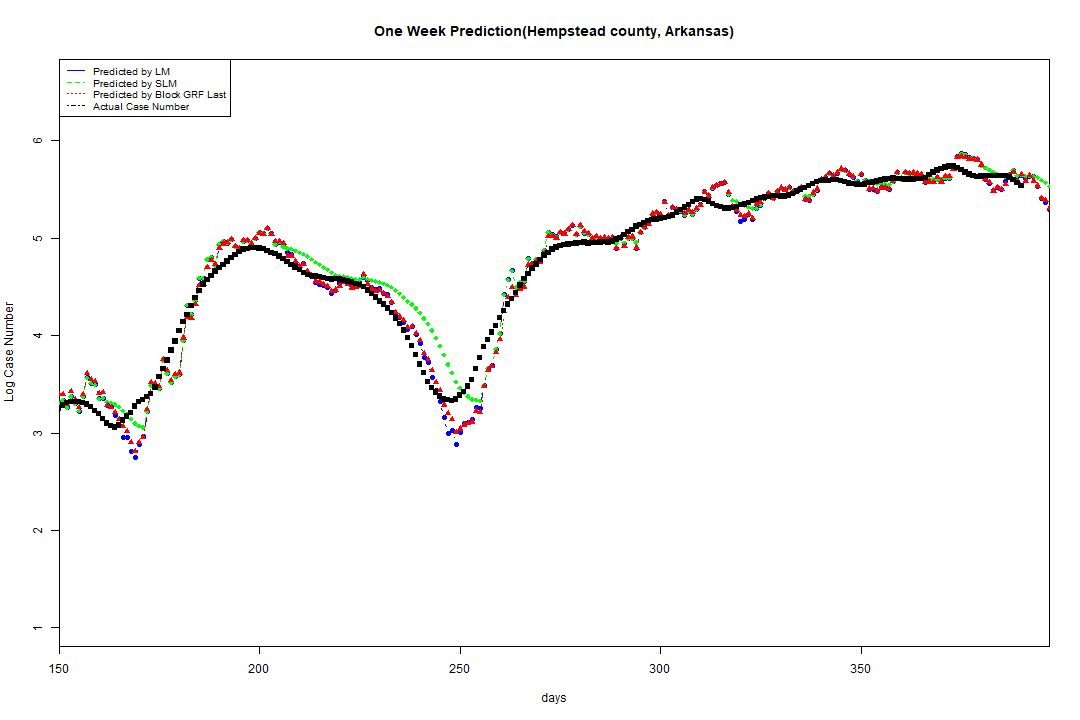 One Week Prediction(Hempstead county, Arkansas)
Predicted by LM
Predicted by SLM
Predicted by Block GRF Last
Actual Case Number
6
5
4
3
2
1
Log Case Number
150 200 250 300 350
days